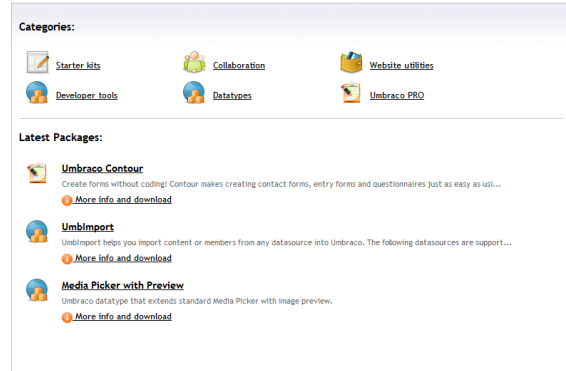 Categories:
Starter kits Collaboration Website utilities
Developer tools Datatypes Umbraco PRO
Latest Packages:
Umbraco Contour
Create forms without coding! Contour makes creating contact forms, entry forms and questionnaires just as easy as usi...
More info and download
UmbImport
UmbImport helps you import content or members from any datasource into Umbraco. The following datasources are support...
More info and download
Media Picker with Preview
Umbraco datatype that extends standard Media Picker with image preview.
More info and download